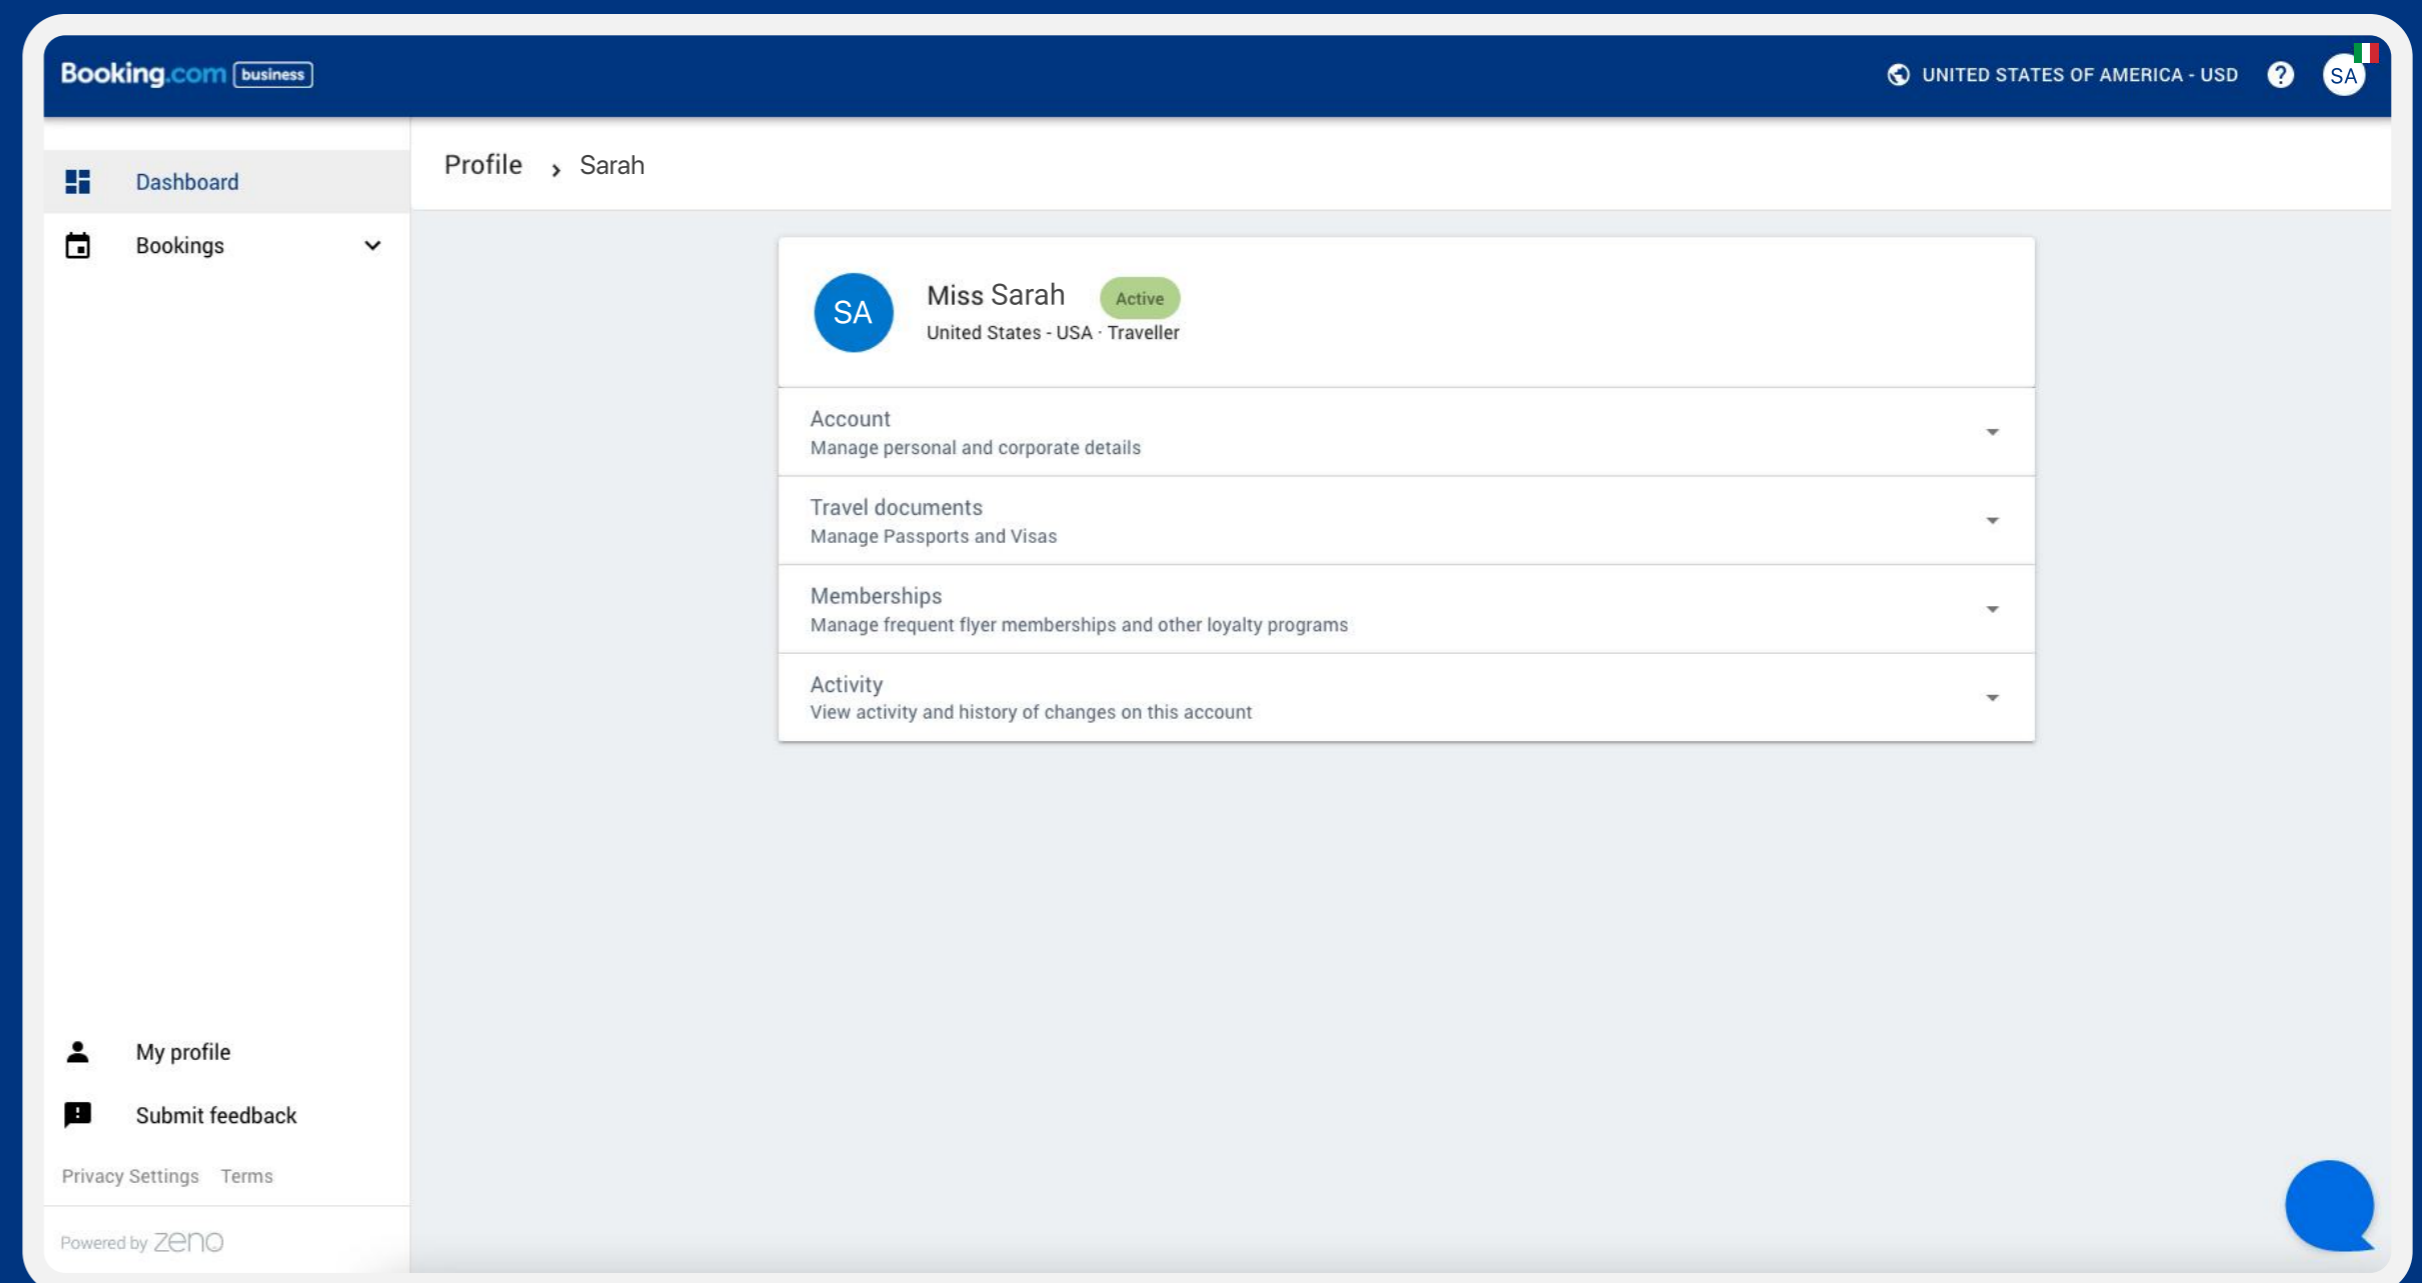 Booking.com business
UNITED STATES OF AMERICA - USD ? SA
Dashboard
Bookings
Profile › Sarah
SA
Miss Sarah Active
United States - USA · Traveller
Account
Manage personal and corporate details
Travel documents
Manage Passports and Visas
Memberships
Manage frequent flyer memberships and other loyalty programs
Activity
View activity and history of changes on this account
My profile
Submit feedback
Privacy Settings Terms
Powered by zeno